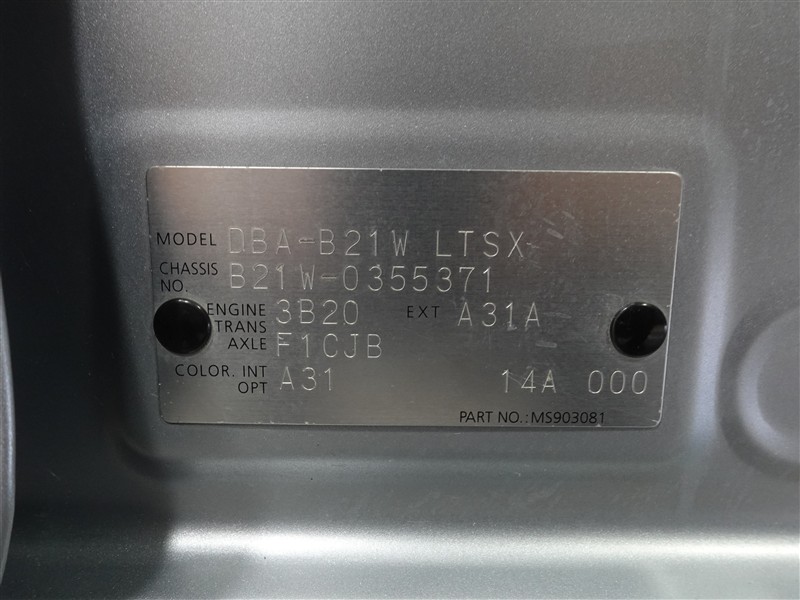 MODEL DBA-B21W LTSX
CHASSIS NO. B21W-0355371
ENGINE 3B20 EXT A31A
TRANS AXLE F1CJB
COLOR. INT OPT A31 14A 000
PART NO.:MS903081